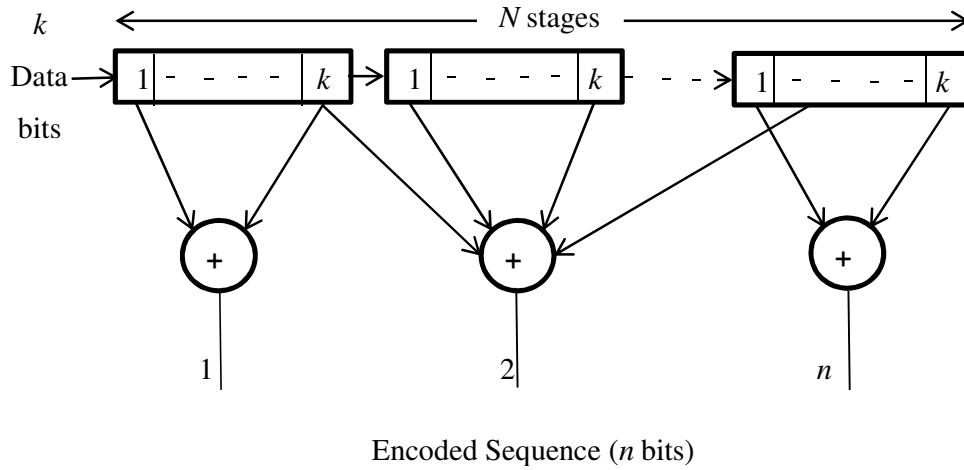 k
Data
bits
N stages
1 - - - - k
1 - - - - k
1 - - - - k
+ + +
1 2 n
Encoded Sequence (n bits)